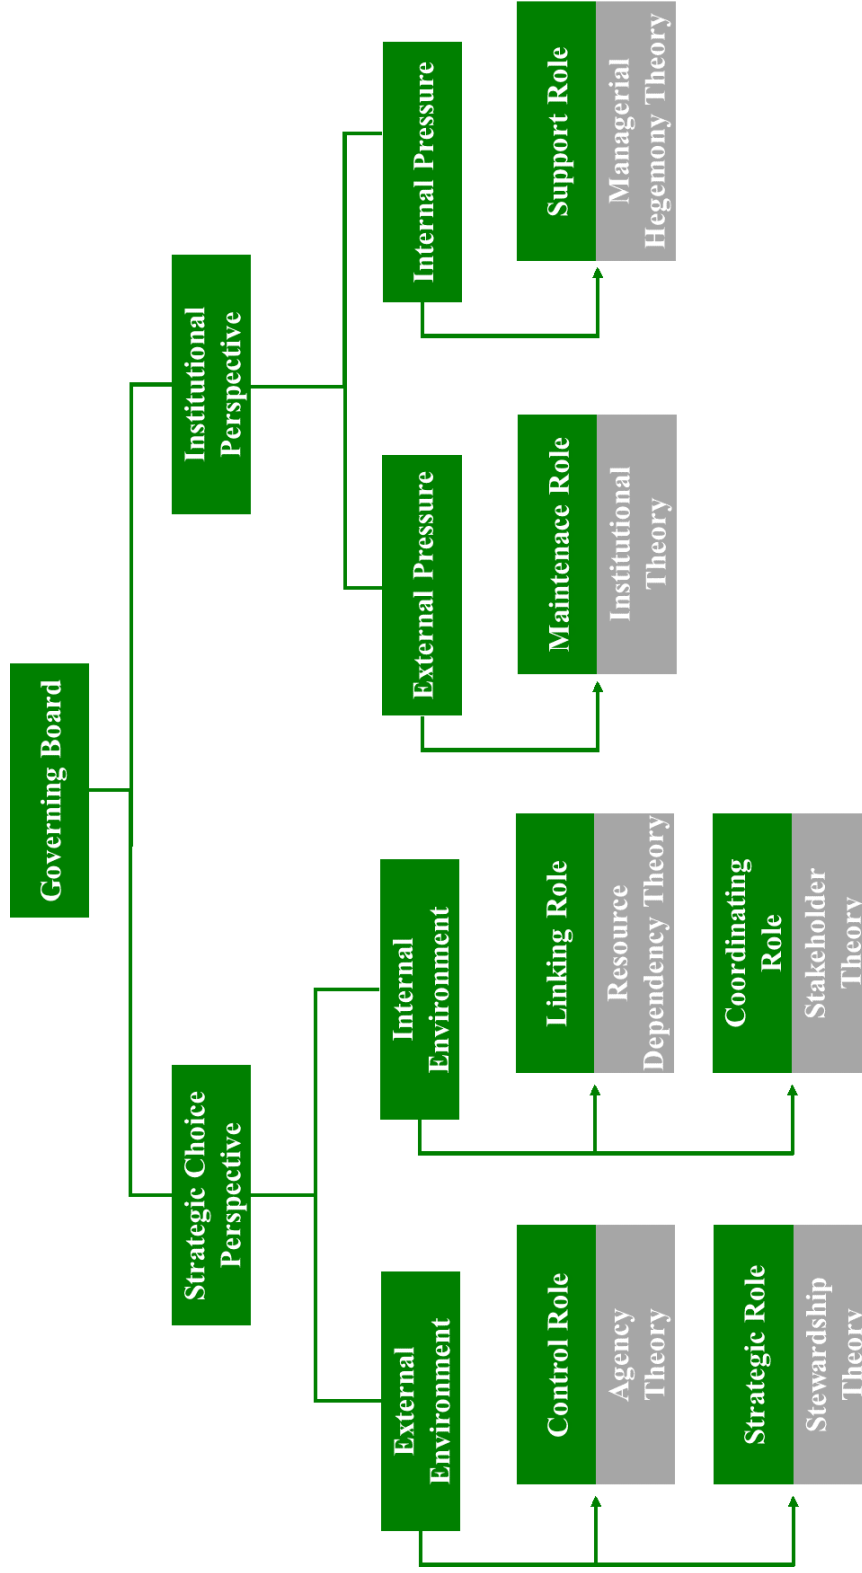 Governing Board
Strategic Choice
Perspective
Institutional
Perspective
External
Environment
Internal
Environment
External Pressure
Internal Pressure
Control Role
Agency
Theory
Linking Role
Resource
Dependency Theory
Maintenace Role
Institutional
Theory
Support Role
Managerial
Hegemony Theory
Strategic Role
Stewardship
Theory
Coordinating
Role
Stakeholder
Theory